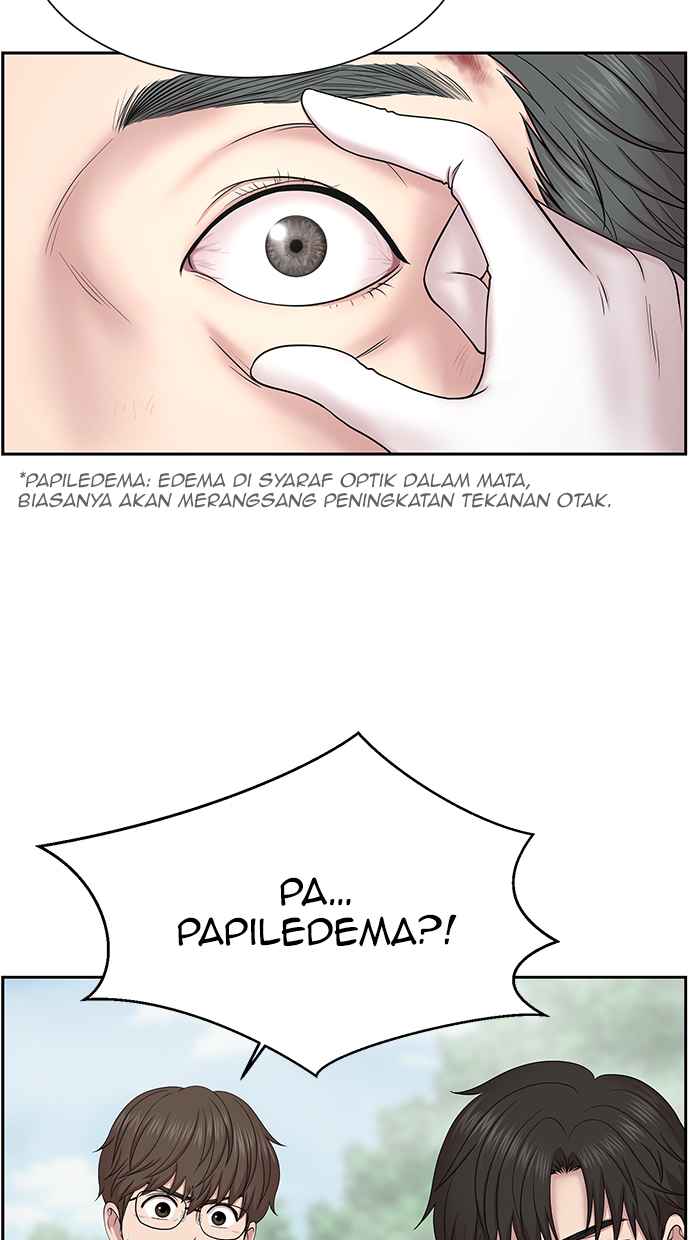 *PAPILEDEMA: EDEMA DI SYARAF OPTIK DALAM MATA,
BIASANYA AKAN MERANGSANG PENINGKATAN TEKANAN OTAK.
PA...
PAPILEDEMA?!